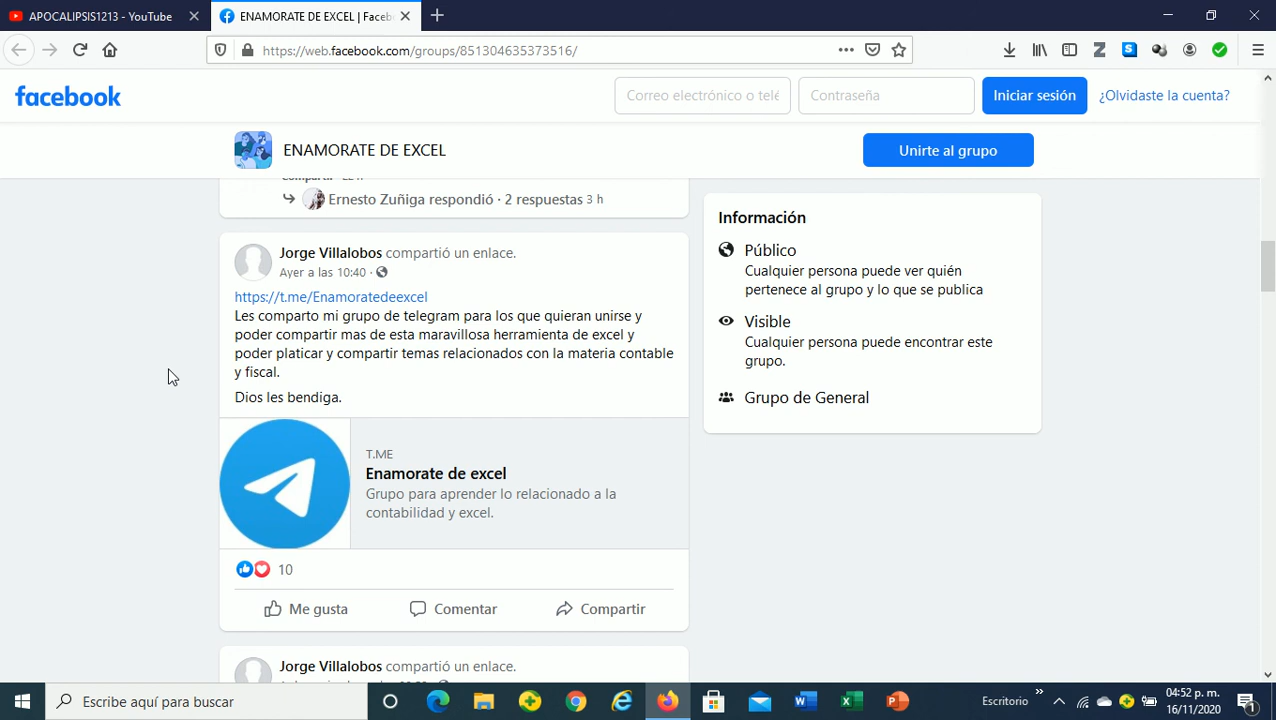 APOCALIPSIS1213 - YouTube
ENAMORATE DE EXCEL | Faceb
https://web.facebook.com/groups/851304635373516/
facebook
Correo electrónico o telé
Contraseña
Iniciar sesión
¿Olvidaste la cuenta?
ENAMORATE DE EXCEL
Unirte al grupo
Ernesto Zuñiga respondió · 2 respuestas 3 h
Jorge Villalobos compartió un enlace.
Ayer a las 10:40 ·
https://t.me/Enamoratedeexcel
Les comparto mi grupo de telegram para los que quieran unirse y
poder compartir mas de esta maravillosa herramienta de excel y
poder platicar y compartir temas relacionados con la materia contable
y fiscal.
Dios les bendiga.
T.ME
Enamorate de excel
Grupo para aprender lo relacionado a la
contabilidad y excel.
10
Me gusta
Comentar
Compartir
Jorge Villalobos compartió un enlace.
Información
Público
Cualquier persona puede ver quién
pertenece al grupo y lo que se publica
Visible
Cualquier persona puede encontrar este
grupo.
Grupo de General
Escribe aquí para buscar
Escritorio
04:52 p. m.
16/11/2020
1